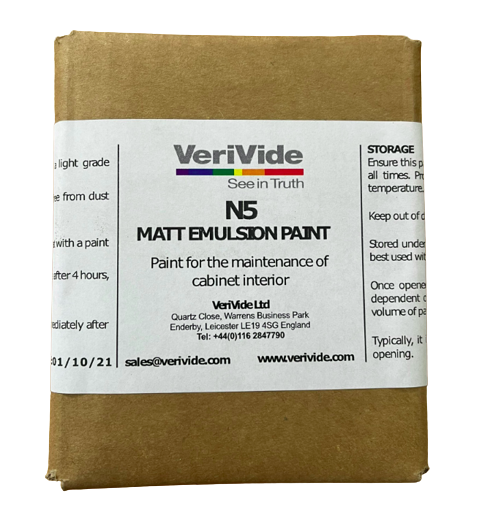 a light grade
ee from dust
with a paint
after 4 hours,
ediately after
:01/10/21
VeriVide
See in Truth
N5
MATT EMULSION PAINT
Paint for the maintenance of
cabinet interior
VeriVide Ltd
Quartz Close, Warrens Business Park
Enderby, Leicester LE19 4SG England
Tel: +44(0)116 2847790
sales@verivide.com www.verivide.com
STORAGE
Ensure this p
all times. Pr
temperature.
Keep out of
Stored under
best used wit
Once opene
dependent
volume of pa
Typically, it
opening.